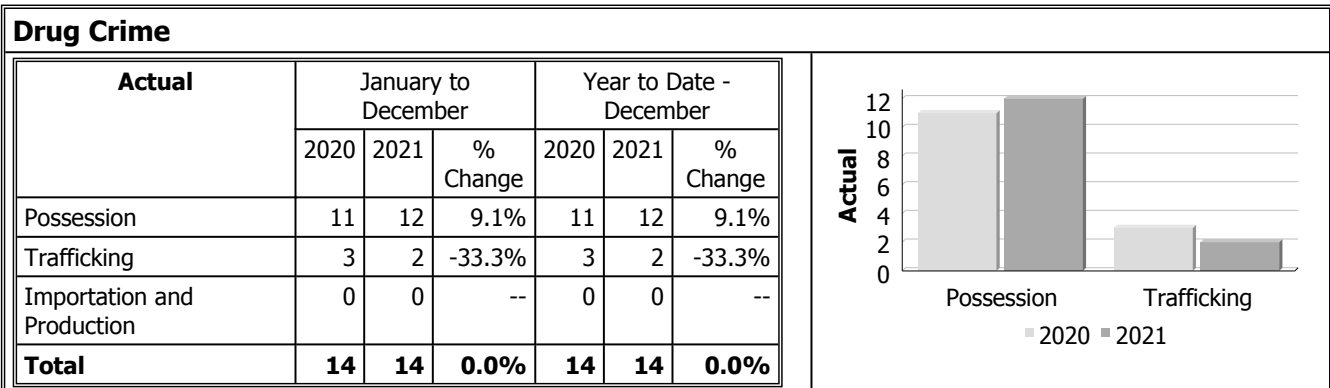 Drug Crime
Actual
January to
December
Year to Date -
December
2020 2021 %
Change 2020 2021 %
Change
Possession 11 12 9.1% 11 12 9.1%
Trafficking 3 2 -33.3% 3 2 -33.3%
Importation and
Production 0 0 -- 0 0 --
Total 14 14 0.0% 14 14 0.0%
Actual
12
10
8
6
4
2
0
Possession Trafficking
2020 2021